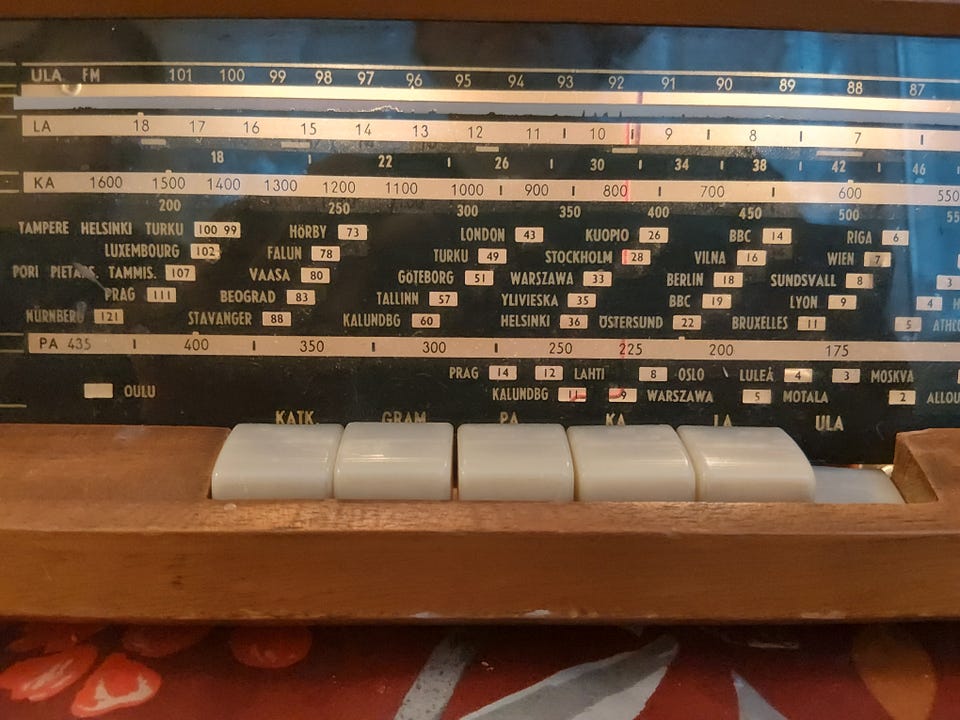 ULA FM 101 100 99 98 97 96 95 94 93 92 91 90 89 88 87
LA 18 17 16 15 14 13 12 11 10 9 8 7
18 22 26 30 34 38 42 46
KA 1600 1500 1400 1300 1200 1100 1000 900 800 700 600 550
200 250 300 350 400 450 500 55
TAMPERE HELSINKI TURKU 100 99 HÖRBY 73 LONDON 43 KUOPIO 26 BBC 14 RIGA 6
LUXEMBOURG 102 FALUN 78 TURKU 49 STOCKHOLM 28 VILNA 16 WIEN 7
PORI PIETARS. TAMMIS. 107 VAASA 80 GÖTEBORG 51 WARSZAWA 33 BERLIN 18 SUNDSVALL 8 3
PRAG 111 BEOGRAD 83 TALLINN 57 YLIVIESKA 35 BBC 19 LYON 9 4 H
NÜRNBERG 121 STAVANGER 88 KALUNDBG 60 HELSINKI 36 ÖSTERSUND 22 BRUXELLES 11 5 ATHLO
PA 435 400 350 300 250 225 200 175
PRAG 14 12 LAHTI 8 OSLO LULEÅ 4 3 MOSKVA
OULU KALUNDBG 11 9 WARSZAWA 5 MOTALA 2 ALLOU
KATK. GRAM. PA KA LA ULA